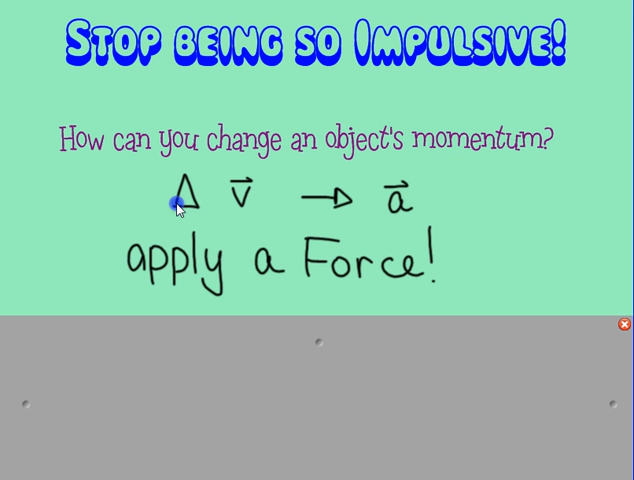 Stop being so Impulsive!
How can you change an object's momentum?
Δ v⃗ → a⃗
apply a Force!